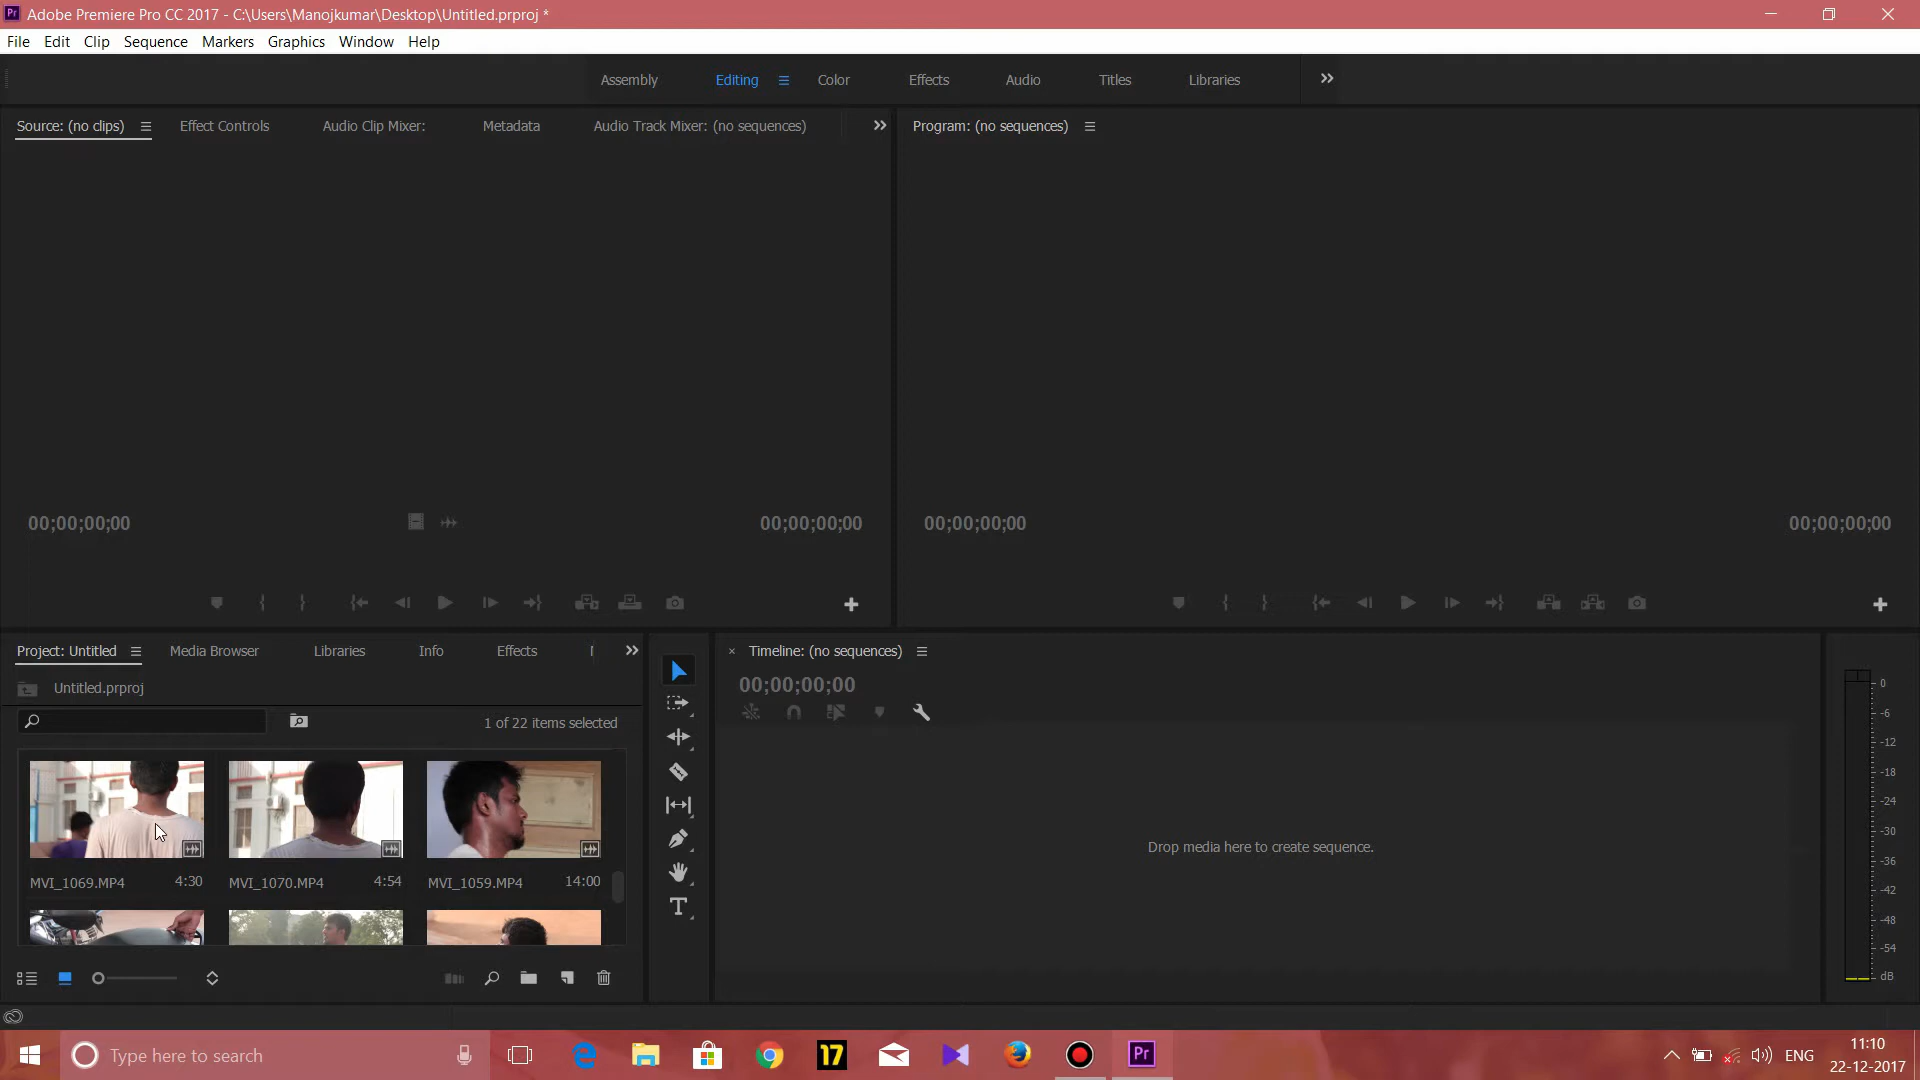 Pr Adobe Premiere Pro CC 2017 - C:\Users\Manojkumar\Desktop\Untitled.prproj *
File Edit Clip Sequence Markers Graphics Window Help
Assembly Editing Color Effects Audio Titles Libraries
Source: (no clips) Effect Controls Audio Clip Mixer: Metadata Audio Track Mixer: (no sequences)
Program: (no sequences)
00;00;00;00 00;00;00;00
00;00;00;00 00;00;00;00
Project: Untitled Media Browser Libraries Info Effects
Untitled.prproj
1 of 22 items selected
MVI_1069.MP4 4:30 MVI_1070.MP4 4:54 MVI_1059.MP4 14:00
T
× Timeline: (no sequences)
00;00;00;00
Drop media here to create sequence.
0
-6
-12
-18
-24
-30
-36
-42
-48
-54
dB
Type here to search
17
Pr
ENG
11:10
22-12-2017